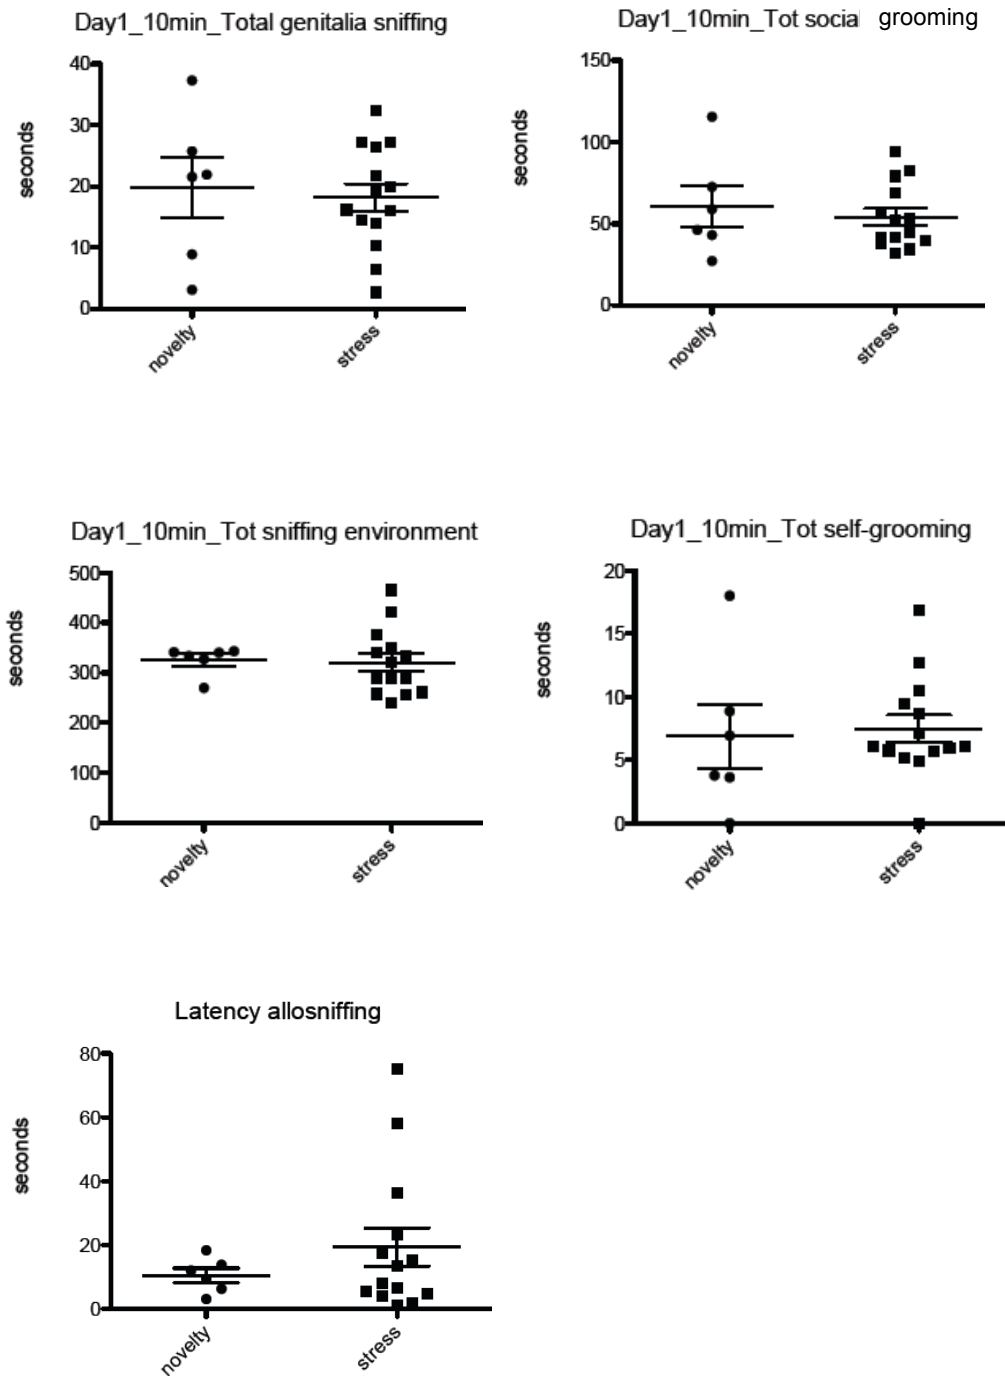 Day1_10min_Total genitalia sniffing
40
30
20
10
0
seconds
novelty
stress
Day1_10min_Tot social grooming
150
100
50
0
seconds
novelty
stress
Day1_10min_Tot sniffing environment
500
400
300
200
100
0
seconds
novelty
stress
Day1_10min_Tot self-grooming
20
15
10
5
0
seconds
novelty
stress
Latency allosniffing
80
60
40
20
0
seconds
novelty
stress